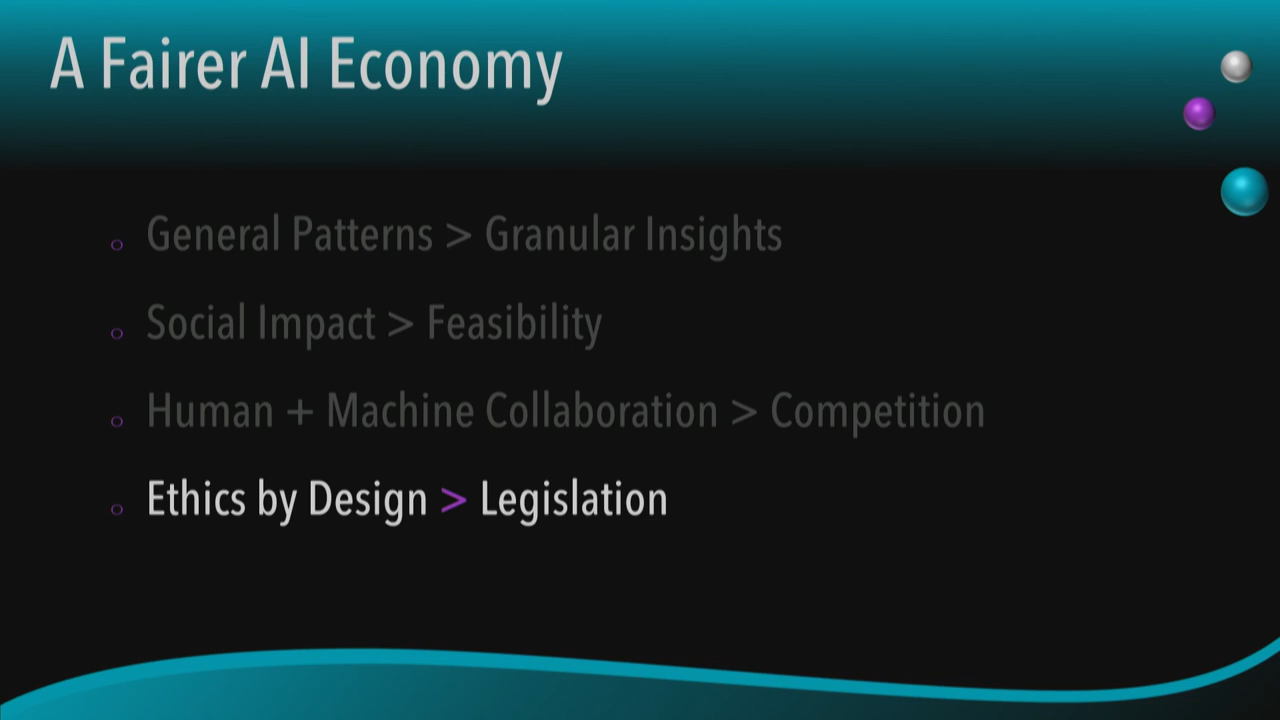 A Fairer AI Economy
General Patterns > Granular Insights
Social Impact > Feasibility
Human + Machine Collaboration > Competition
Ethics by Design > Legislation